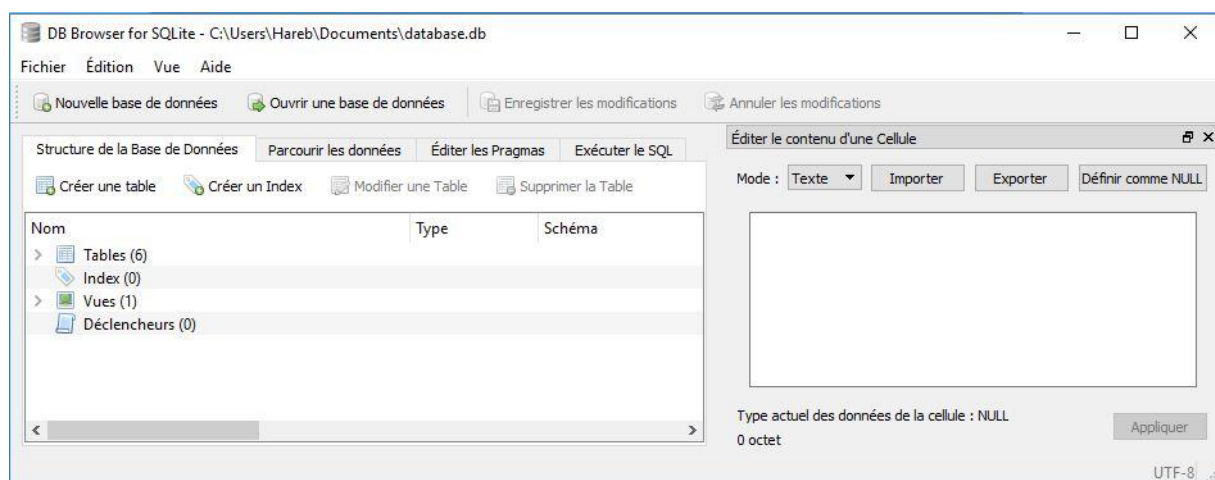 DB Browser for SQLite - C:\Users\Hareb\Documents\database.db
Fichier Édition Vue Aide
Nouvelle base de données Ouvrir une base de données Enregistrer les modifications Annuler les modifications
Structure de la Base de Données Parcourir les données Éditer les Pragmas Exécuter le SQL
Créer une table Créer un Index Modifier une Table Supprimer la Table
Nom Type Schéma
Tables (6)
Index (0)
Vues (1)
Déclencheurs (0)
Éditer le contenu d'une Cellule
Mode : Texte Importer Exporter Définir comme NULL
Type actuel des données de la cellule : NULL
0 octet
Appliquer
UTF-8